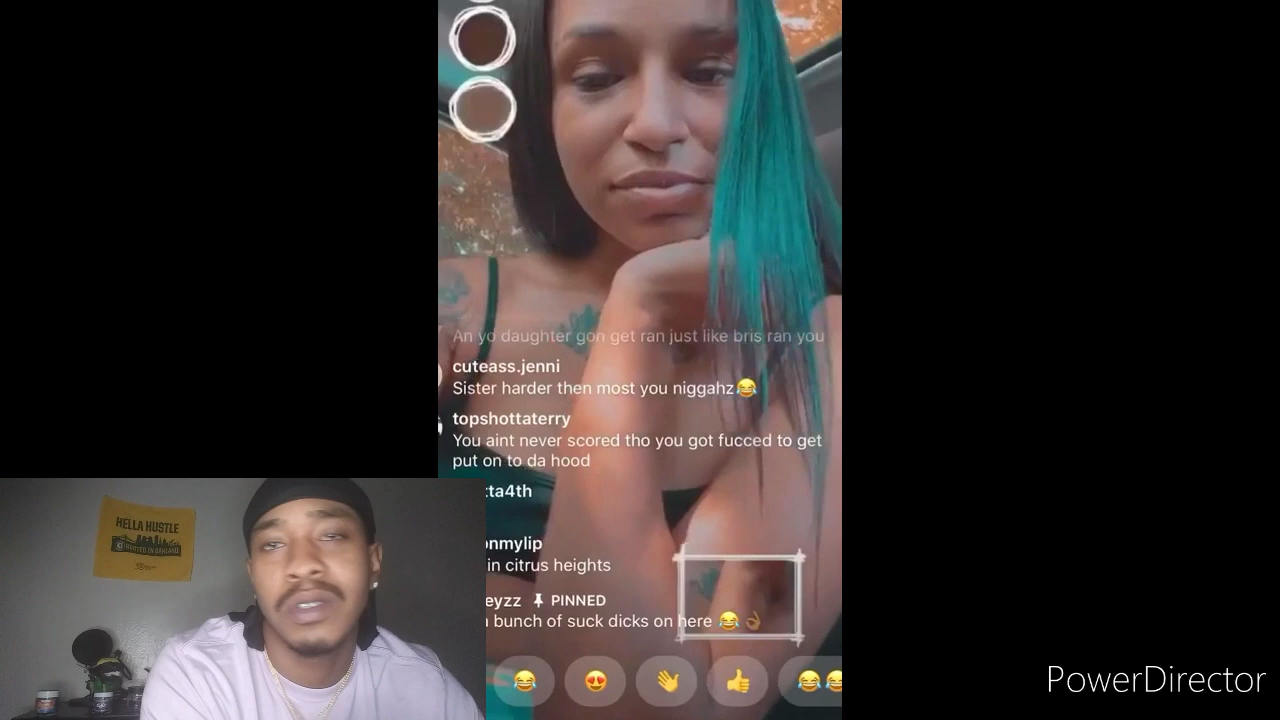 An yo daughter gon get ran just like bris ran you
cuteass.jenni
Sister harder then most you niggahz😂
topshottaterry
You aint never scored tho you got fucced to get
put on to da hood
tta4th
onmylip
in citrus heights
eyzz PINNED
bunch of suck dicks on here 😂👌
HELLA HUSTLE
PowerDirector